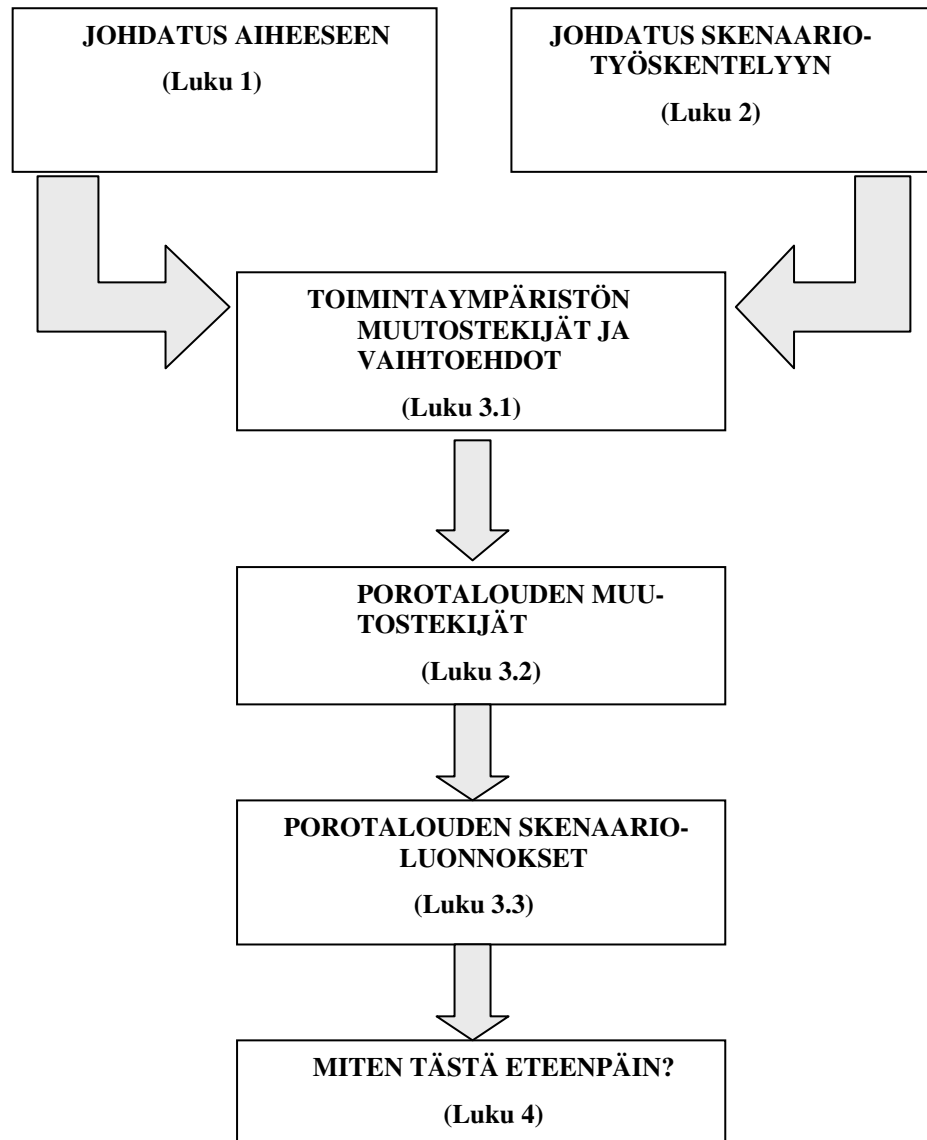 JOHDATUS AIHEESEEN
(Luku 1)
JOHDATUS SKENAARIO-
TYÖSKENTELYYN
(Luku 2)
TOIMINTAYMPÄRISTÖN
MUUTOSTEKIJÄT JA
VAIHTOEHDOT
(Luku 3.1)
POROTALOUDEN MUU-
TOSTEKIJÄT
(Luku 3.2)
POROTALOUDEN SKENAARIO-
LUONNOKSET
(Luku 3.3)
MITEN TÄSTÄ ETEENPÄIN?
(Luku 4)